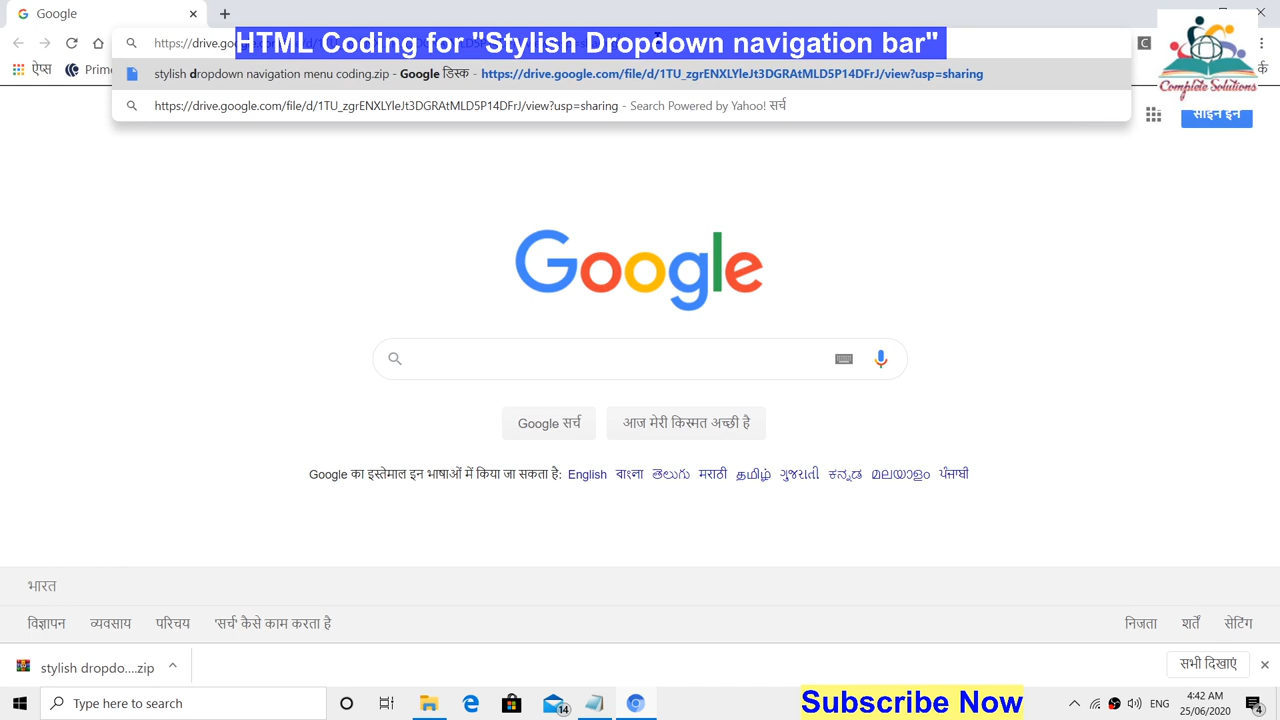 Google
HTML Coding for "Stylish Dropdown navigation bar"
https://drive.goo
stylish dropdown navigation menu coding.zip - Google डिस्क - https://drive.google.com/file/d/1TU_zgrENXLYleJt3DGRAtMLD5P14DFrJ/view?usp=sharing
ऐप्स
Prime
https://drive.google.com/file/d/1TU_zgrENXLYleJt3DGRAtMLD5P14DFrJ/view?usp=sharing - Search Powered by Yahoo! सर्च
Complete Solutions
साइन इन
Google
Google सर्च
आज मेरी किस्मत अच्छी है
Google का इस्तेमाल इन भाषाओं में किया जा सकता है: English বাংলা తెలుగు मराठी தமிழ் ગુજરાતી ಕನ್ನಡ മലയാളം ਪੰਜਾਬੀ
भारत
विज्ञापन व्यवसाय परिचय 'सर्च' कैसे काम करता है
निजता शर्तें सेटिंग
stylish dropdo....zip
सभी दिखाएं
Type here to search
14
Subscribe Now
ENG
4:42 AM
25/06/2020
4